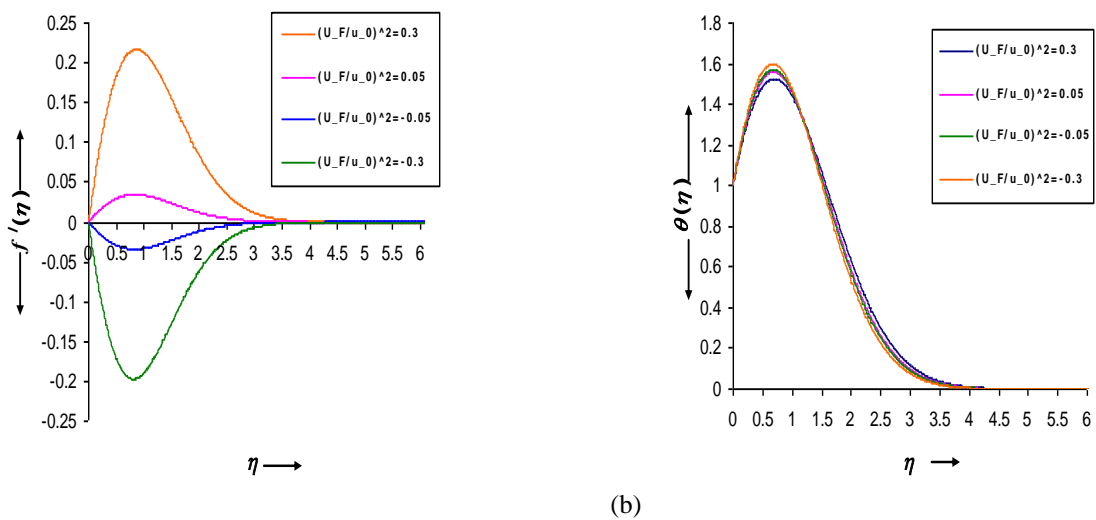 0.25
0.2
0.15
0.1
0.05
0
-0.05
-0.1
-0.15
-0.2
-0.25
f '(η)
0 0.5 1 1.5 2 2.5 3 3.5 4 4.5 5 5.5 6
η
(U_F/u_0)^2=0.3
(U_F/u_0)^2=0.05
(U_F/u_0)^2=-0.05
(U_F/u_0)^2=-0.3
1.8
1.6
1.4
1.2
1
0.8
0.6
0.4
0.2
0
θ(η)
0 0.5 1 1.5 2 2.5 3 3.5 4 4.5 5 5.5 6
η
(U_F/u_0)^2=0.3
(U_F/u_0)^2=0.05
(U_F/u_0)^2=-0.05
(U_F/u_0)^2=-0.3
(b)